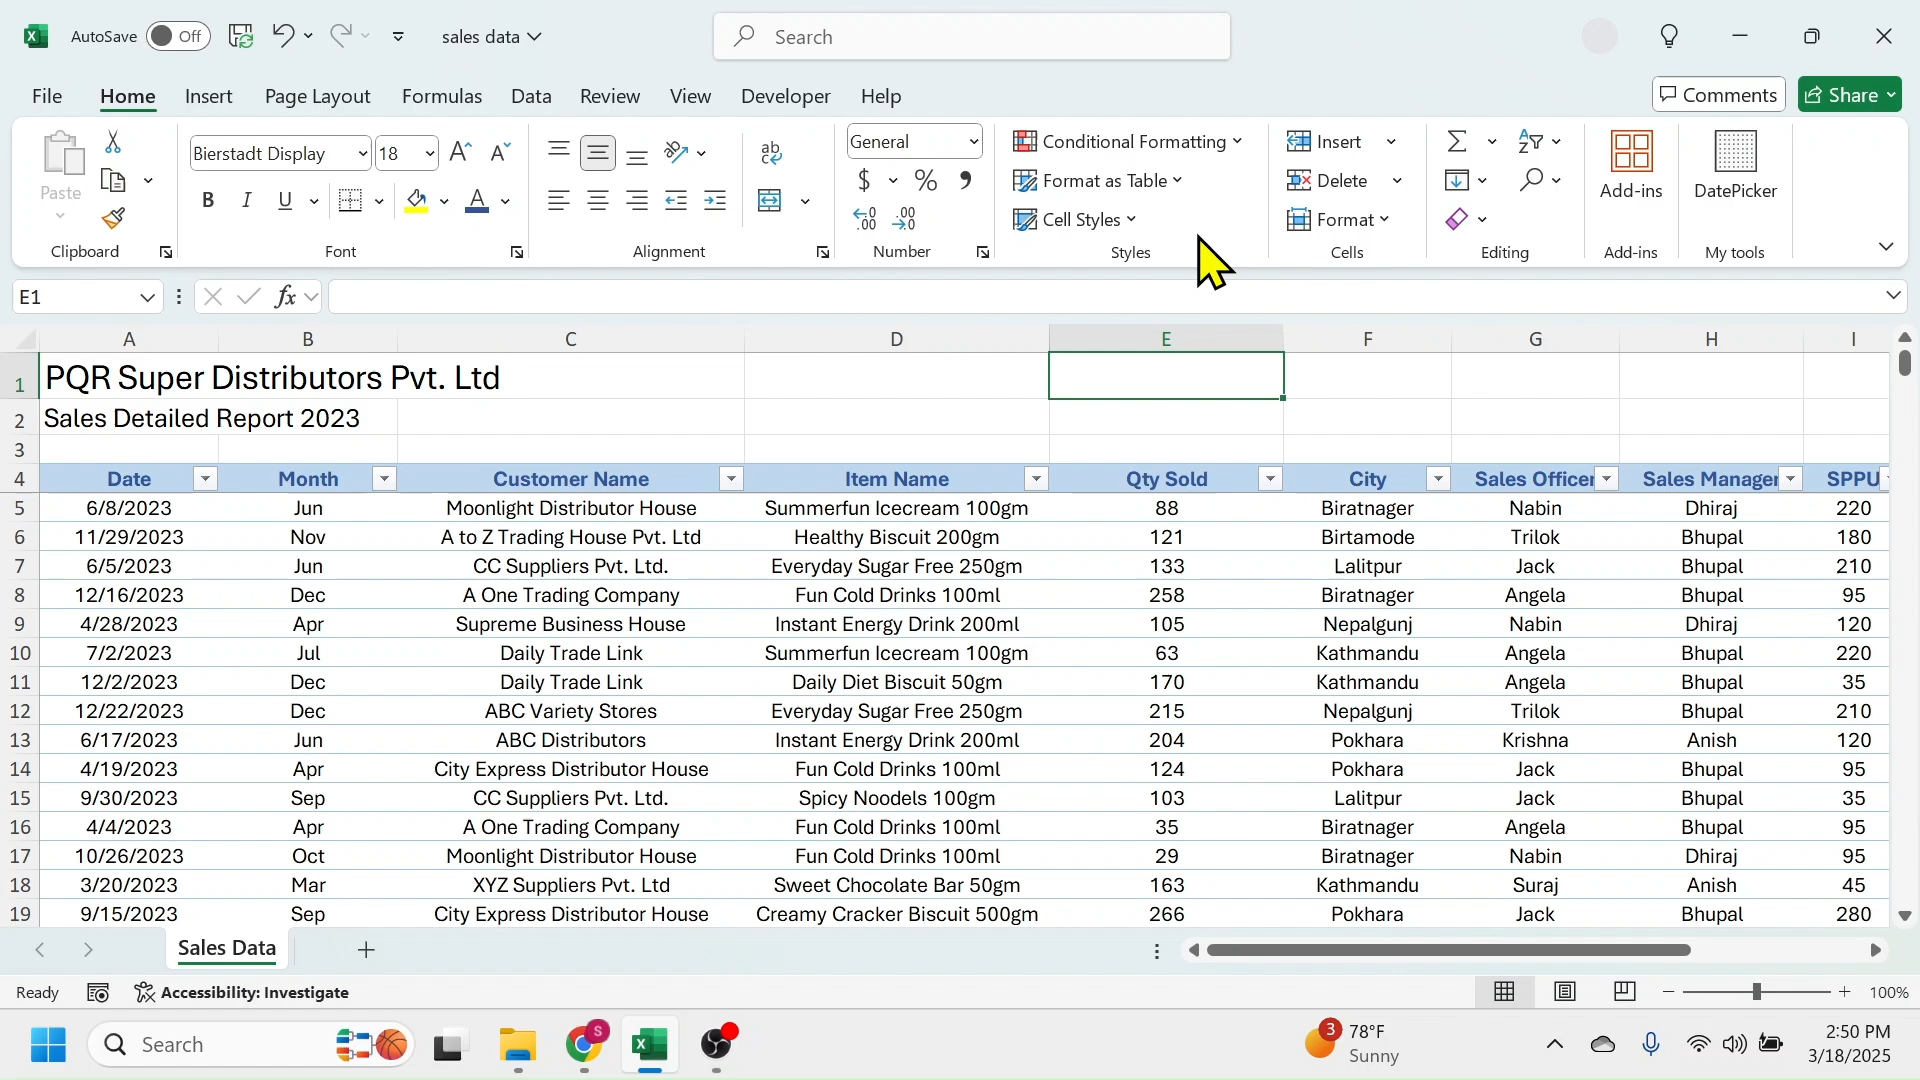 AutoSave Off sales data Search
File Home Insert Page Layout Formulas Data Review View Developer Help Comments Share
Paste Bierstadt Display 18 General Conditional Formatting Insert Add-ins DatePicker
B I U A $ % Format as Table Delete
Cell Styles Format
Clipboard Font Alignment Number Styles Cells Editing Add-ins My tools
E1 fx
A B C D E F G H I
1 PQR Super Distributors Pvt. Ltd
2 Sales Detailed Report 2023
3
4 Date Month Customer Name Item Name Qty Sold City Sales Officer Sales Manager SPPU
5 6/8/2023 Jun Moonlight Distributor House Summerfun Icecream 100gm 88 Biratnager Nabin Dhiraj 220
6 11/29/2023 Nov A to Z Trading House Pvt. Ltd Healthy Biscuit 200gm 121 Birtamode Trilok Bhupal 180
7 6/5/2023 Jun CC Suppliers Pvt. Ltd. Everyday Sugar Free 250gm 133 Lalitpur Jack Bhupal 210
8 12/16/2023 Dec A One Trading Company Fun Cold Drinks 100ml 258 Biratnager Angela Bhupal 95
9 4/28/2023 Apr Supreme Business House Instant Energy Drink 200ml 105 Nepalgunj Nabin Dhiraj 120
10 7/2/2023 Jul Daily Trade Link Summerfun Icecream 100gm 63 Kathmandu Angela Bhupal 220
11 12/2/2023 Dec Daily Trade Link Daily Diet Biscuit 50gm 170 Kathmandu Angela Bhupal 35
12 12/22/2023 Dec ABC Variety Stores Everyday Sugar Free 250gm 215 Nepalgunj Trilok Bhupal 210
13 6/17/2023 Jun ABC Distributors Instant Energy Drink 200ml 204 Pokhara Krishna Anish 120
14 4/19/2023 Apr City Express Distributor House Fun Cold Drinks 100ml 124 Pokhara Jack Bhupal 95
15 9/30/2023 Sep CC Suppliers Pvt. Ltd. Spicy Noodels 100gm 103 Lalitpur Jack Bhupal 35
16 4/4/2023 Apr A One Trading Company Fun Cold Drinks 100ml 35 Biratnager Angela Bhupal 95
17 10/26/2023 Oct Moonlight Distributor House Fun Cold Drinks 100ml 29 Biratnager Nabin Dhiraj 95
18 3/20/2023 Mar XYZ Suppliers Pvt. Ltd Sweet Chocolate Bar 50gm 163 Kathmandu Suraj Anish 45
19 9/15/2023 Sep City Express Distributor House Creamy Cracker Biscuit 500gm 266 Pokhara Jack Bhupal 280
Sales Data
Ready Accessibility: Investigate 100%
Search S 3 78°F 2:50 PM
Sunny 3/18/2025